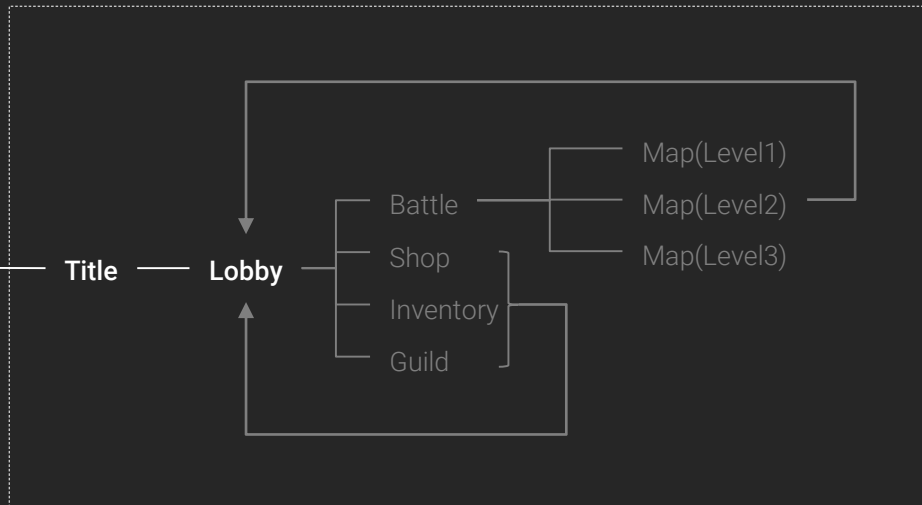 Title
Lobby
Battle
Shop
Inventory
Guild
Map(Level1)
Map(Level2)
Map(Level3)